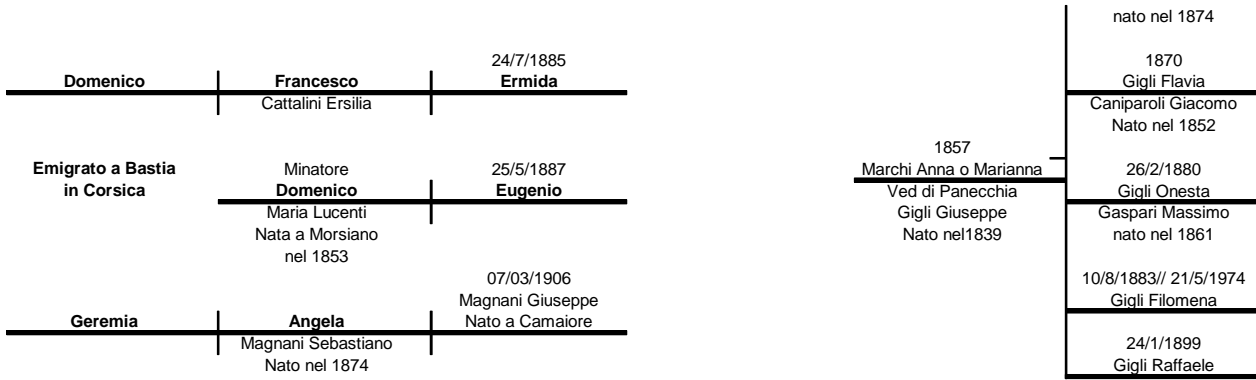 nato nel 1874
24/7/1885
1870
Domenico
Francesco
Ermida
Gigli Flavia
Cattalini Ersilia
Caniparoli Giacomo
Nato nel 1852
1857
Emigrato a Bastia
Minatore
25/5/1887
Marchi Anna o Marianna
26/2/1880
in Corsica
Domenico
Eugenio
Ved di Panecchia
Gigli Onesta
Maria Lucenti
Gigli Giuseppe
Gaspari Massimo
Nata a Morsiano
Nato nel1839
nato nel 1861
nel 1853
07/03/1906
10/8/1883// 21/5/1974
Magnani Giuseppe
Gigli Filomena
Geremia
Angela
Nato a Camaiore
Magnani Sebastiano
24/1/1899
Nato nel 1874
Gigli Raffaele